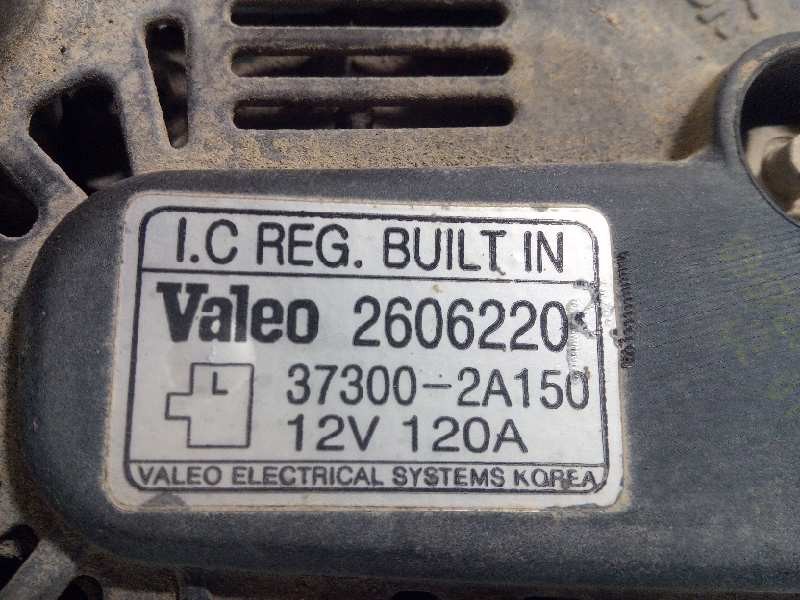 I.C REG. BUILT IN
Valeo 2606220
L
37300-2A150
12V 120A
VALEO ELECTRICAL SYSTEMS KOREA